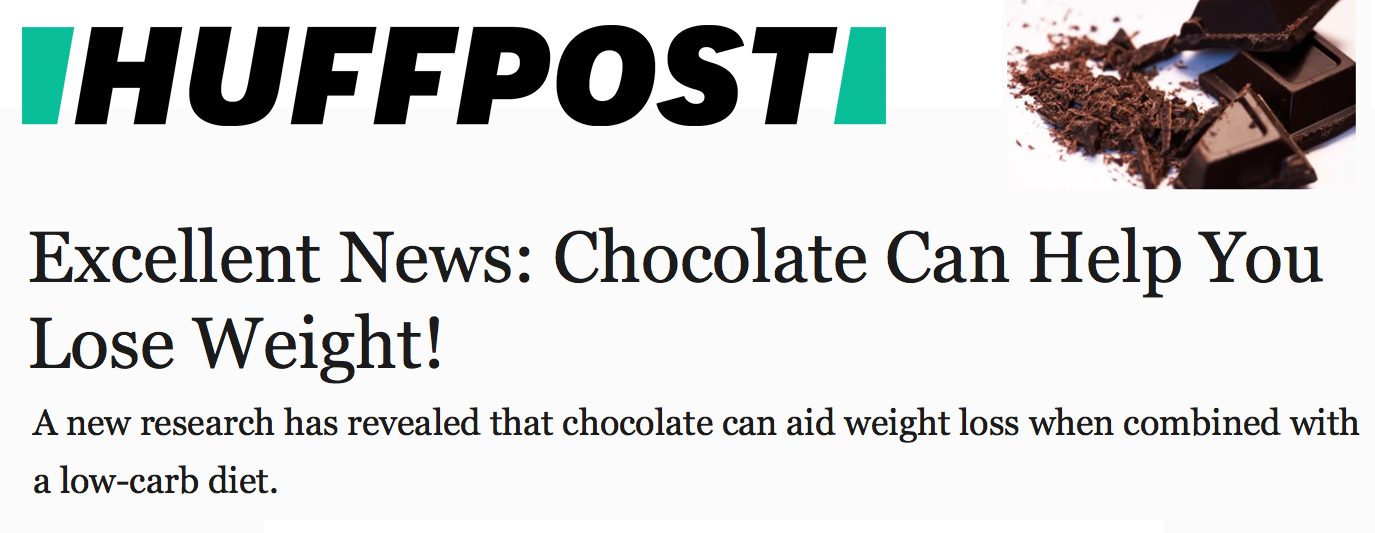 HUFFPOST
Excellent News: Chocolate Can Help You
Lose Weight!
A new research has revealed that chocolate can aid weight loss when combined with
a low-carb diet.